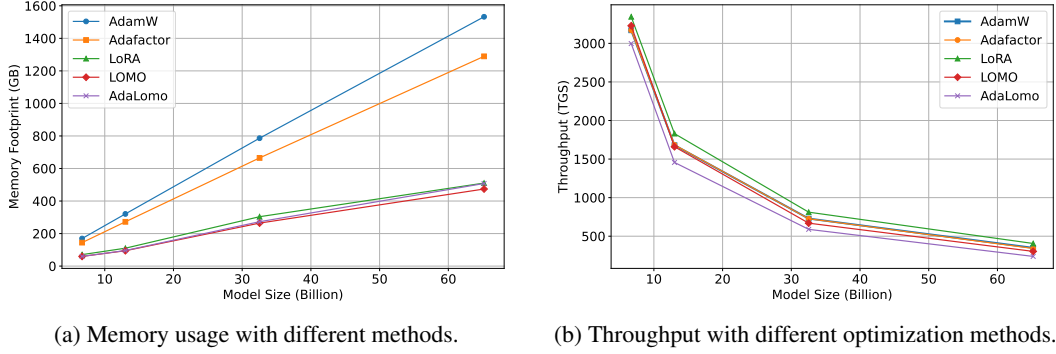 1600
1400
1200
1000
800
600
400
200
0
Memory Footprint (GB)
AdamW
Adafactor
LoRA
LOMO
AdaLomo
10 20 30 40 50 60
Model Size (Billion)
(a) Memory usage with different methods.
3000
2500
2000
1500
1000
500
Throughput (TGS)
AdamW
Adafactor
LoRA
LOMO
AdaLomo
10 20 30 40 50 60
Model Size (Billion)
(b) Throughput with different optimization methods.